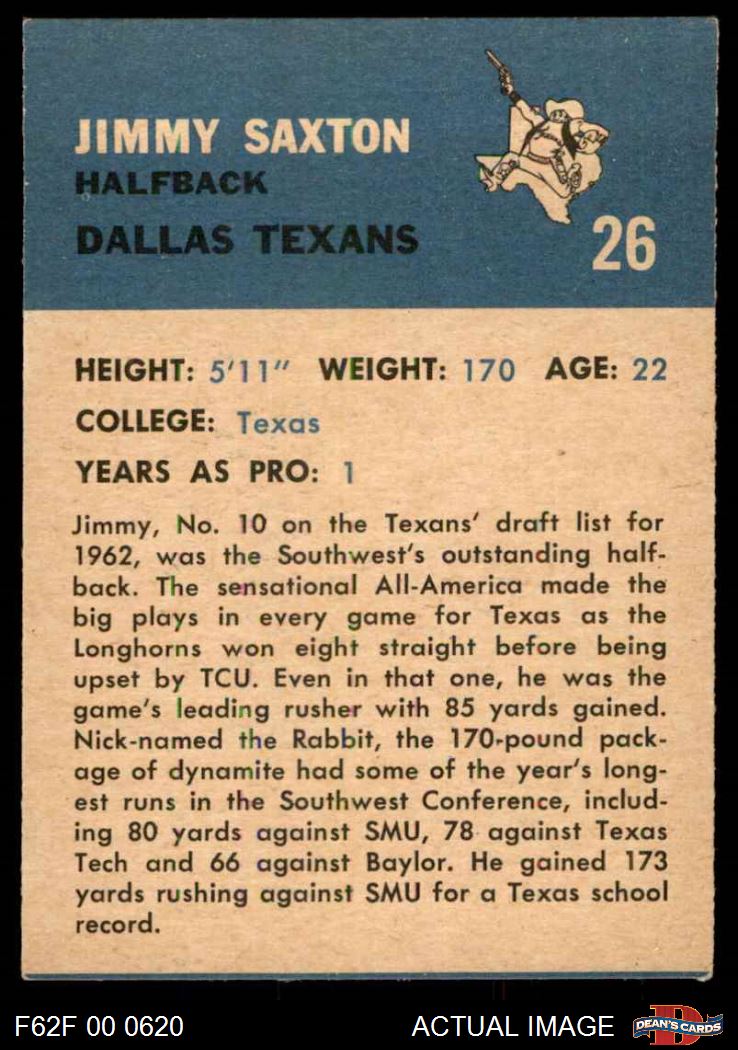 JIMMY SAXTON
HALFBACK
DALLAS TEXANS
26
HEIGHT: 5'11" WEIGHT: 170 AGE: 22
COLLEGE: Texas
YEARS AS PRO: 1
Jimmy, No. 10 on the Texans' draft list for
1962, was the Southwest's outstanding half-
back. The sensational All-America made the
big plays in every game for Texas as the
Longhorns won eight straight before being
upset by TCU. Even in that one, he was the
game's leading rusher with 85 yards gained.
Nick-named the Rabbit, the 170-pound pack-
age of dynamite had some of the year's long-
est runs in the Southwest Conference, includ-
ing 80 yards against SMU, 78 against Texas
Tech and 66 against Baylor. He gained 173
yards rushing against SMU for a Texas school
record.
F62F 00 0620
ACTUAL IMAGE
D
DEAN'S CARDS